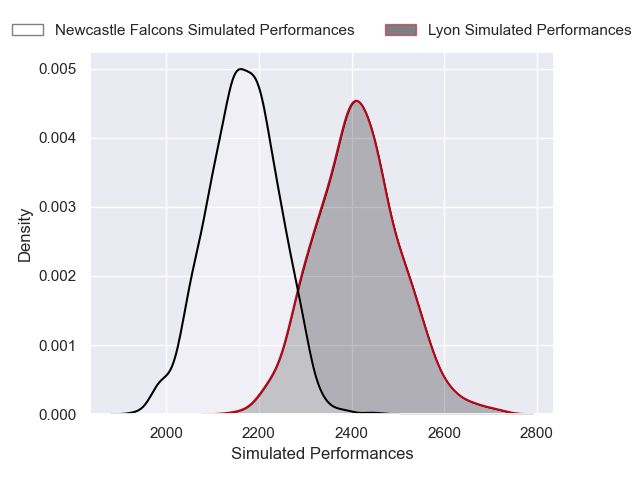 Newcastle Falcons Simulated Performances
Lyon Simulated Performances
0.005
0.004
0.003
0.002
0.001
0.000
Density
2000
2200
2400
2600
2800
Simulated Performances